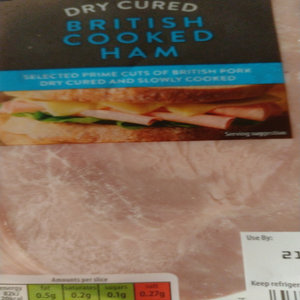 DRY CURED
BRITISH
COOKED
HAM
SELECTED PRIME CUTS OF BRITISH PORK
DRY CURED AND SLOWLY COOKED
Serving suggestion
Use By:
21
Keep refriger
Amounts per slice
energy fat saturates sugars salt
82kJ
0.5g 0.2g 0.1g 0.27g